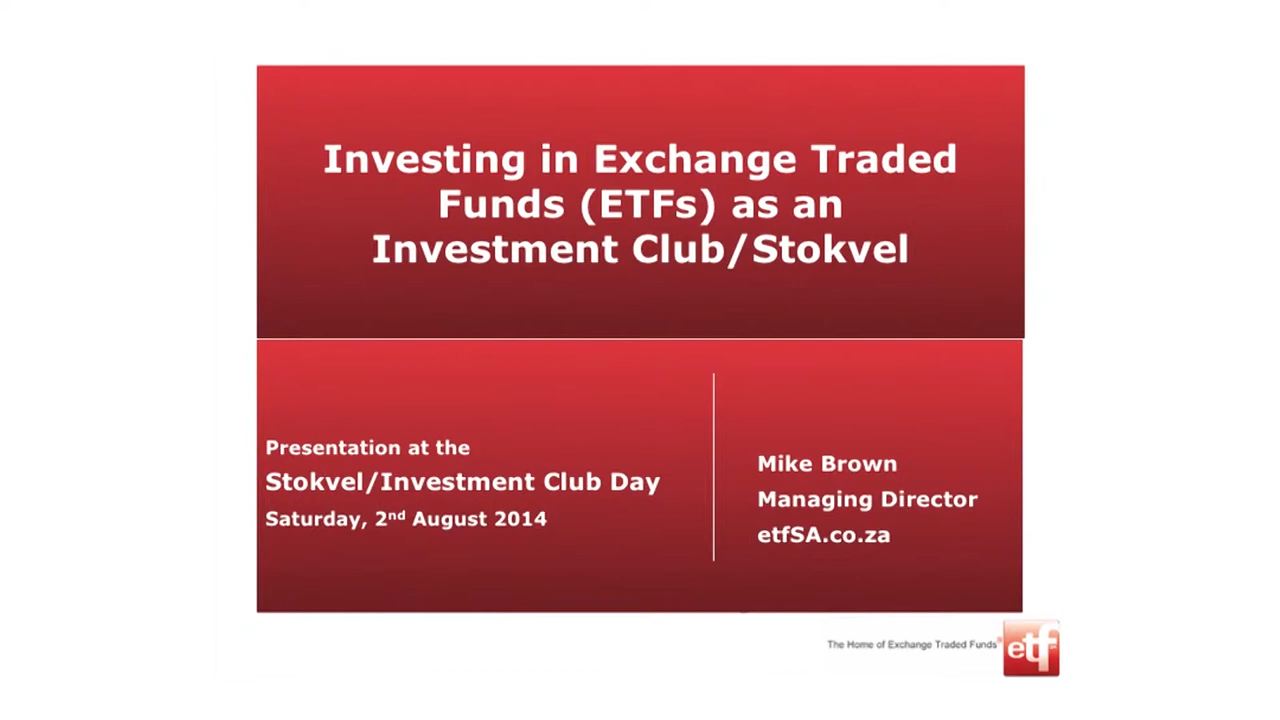 Investing in Exchange Traded
Funds (ETFs) as an
Investment Club/Stokvel
Presentation at the
Stokvel/Investment Club Day
Saturday, 2nd August 2014
Mike Brown
Managing Director
etfSA.co.za
The Home of Exchange Traded Funds®
etf